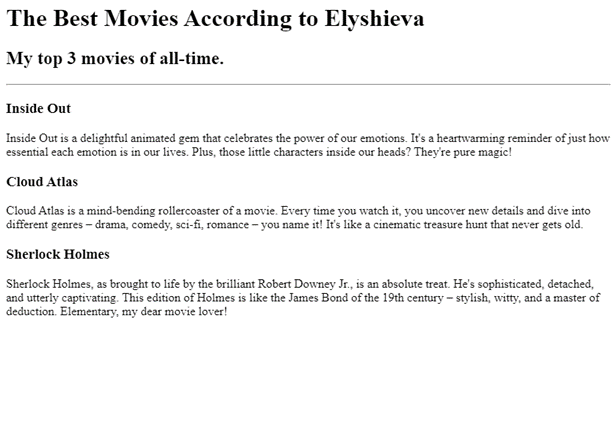 The Best Movies According to Elyshieva
My top 3 movies of all-time.
Inside Out
Inside Out is a delightful animated gem that celebrates the power of our emotions. It's a heartwarming reminder of just how
essential each emotion is in our lives. Plus, those little characters inside our heads? They're pure magic!
Cloud Atlas
Cloud Atlas is a mind-bending rollercoaster of a movie. Every time you watch it, you uncover new details and dive into
different genres – drama, comedy, sci-fi, romance – you name it! It's like a cinematic treasure hunt that never gets old.
Sherlock Holmes
Sherlock Holmes, as brought to life by the brilliant Robert Downey Jr., is an absolute treat. He's sophisticated, detached,
and utterly captivating. This edition of Holmes is like the James Bond of the 19th century – stylish, witty, and a master of
deduction. Elementary, my dear movie lover!